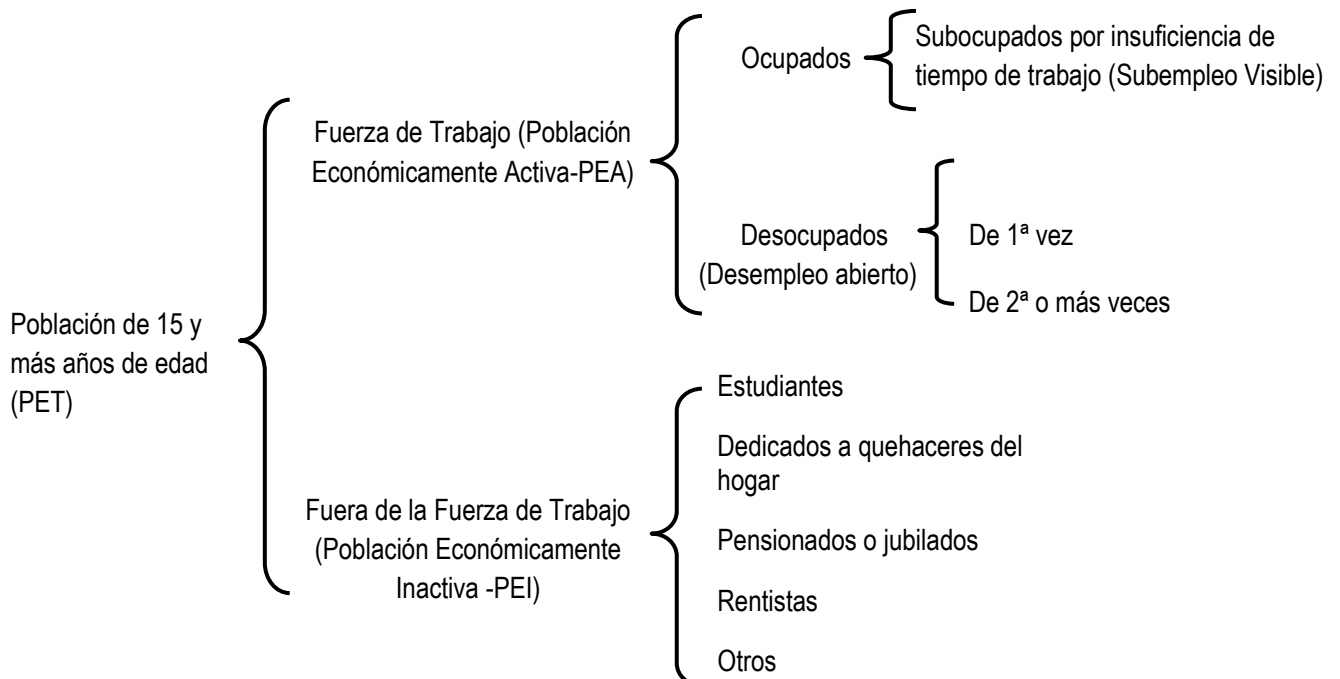 Población de 15 y
más años de edad
(PET)
Fuerza de Trabajo (Población
Económicamente Activa-PEA)
Ocupados
Subocupados por insuficiencia de
tiempo de trabajo (Subempleo Visible)
Desocupados
(Desempleo abierto)
De 1ª vez
De 2ª o más veces
Fuera de la Fuerza de Trabajo
(Población Económicamente
Inactiva -PEI)
Estudiantes
Dedicados a quehaceres del
hogar
Pensionados o jubilados
Rentistas
Otros